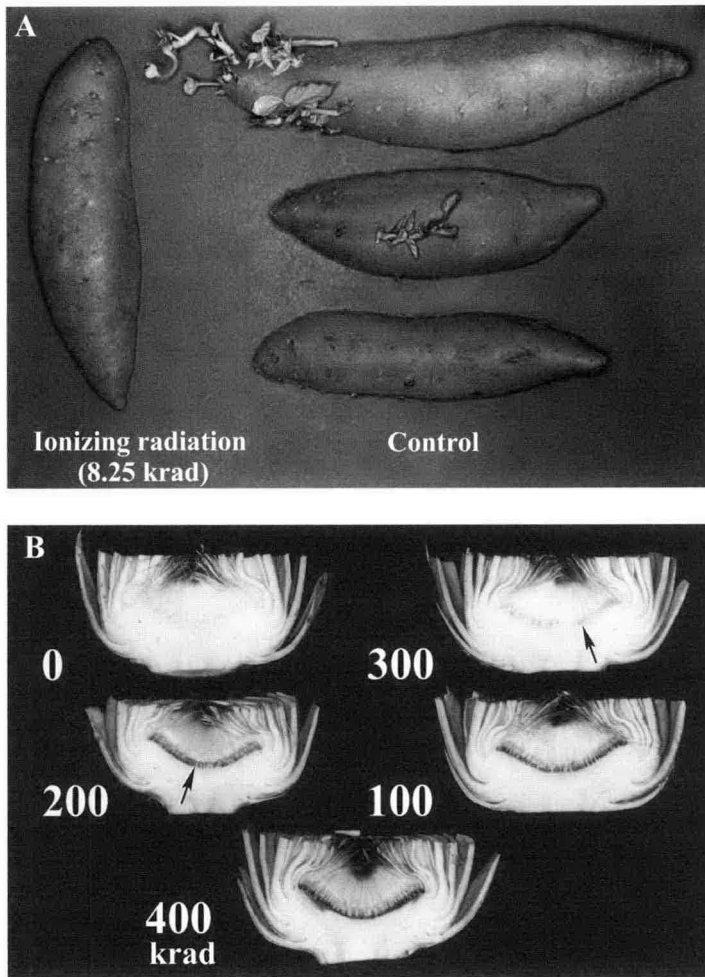 A
Ionizing radiation
(8.25 krad)
Control
B
0
300
200
100
400
krad